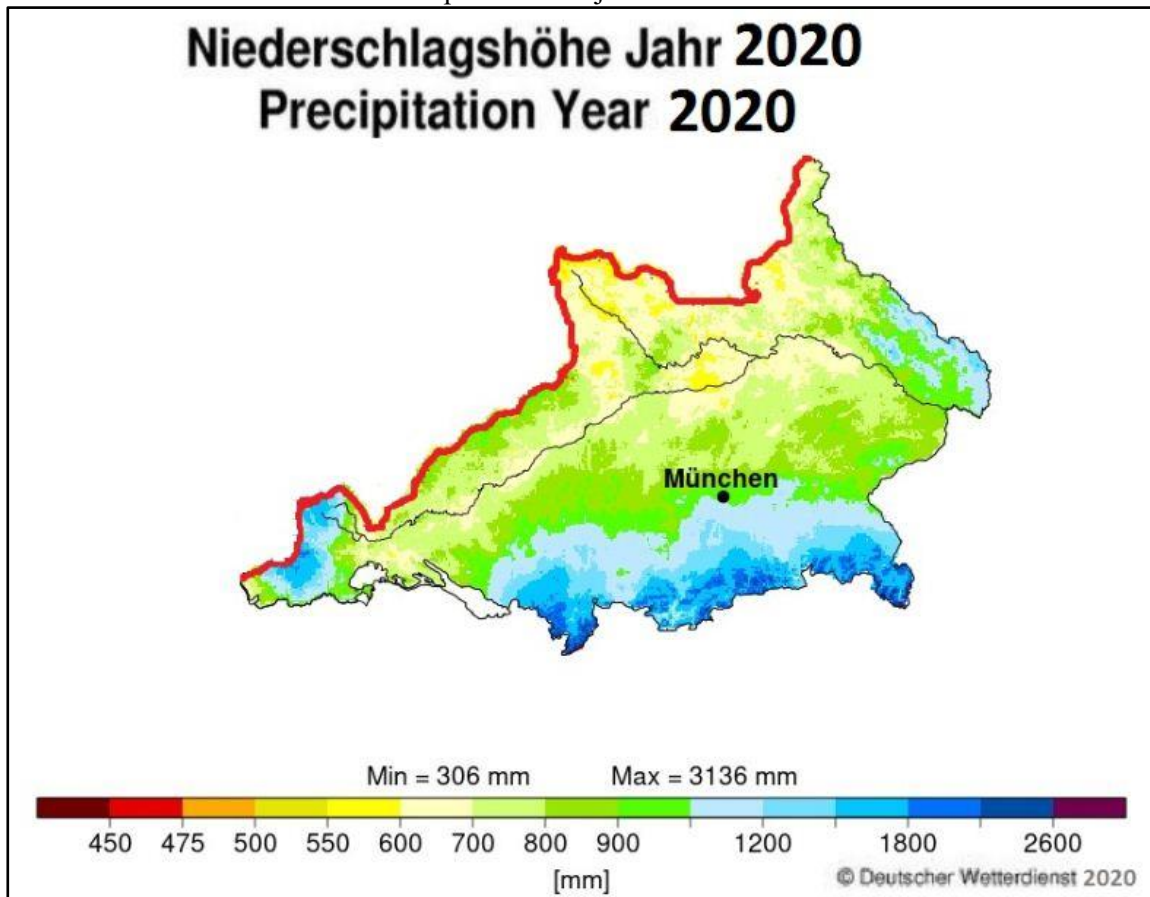 Niederschlagshöhe Jahr 2020
Precipitation Year 2020
München
Min = 306 mm Max = 3136 mm
450 475 500 550 600 700 800 900 1200 1800 2600
[mm]
© Deutscher Wetterdienst 2020